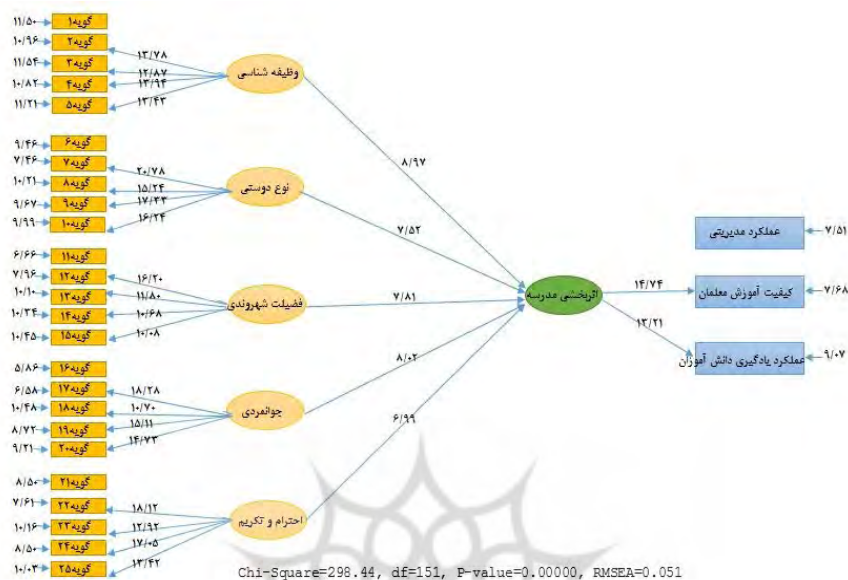 ۱۱/۵۰ گویه۱
۱۰/۹۶ گویه۲
۱۱/۵۴ گویه۳
۱۰/۸۲ گویه۴
۱۱/۲۱ گویه۵
۱۳/۷۸
۱۲/۸۷
۱۳/۹۴
۱۳/۴۳
وظیفه شناسی
۸/۹۷
۹/۴۶ گویه۶
۷/۴۶ گویه۷
۱۰/۲۱ گویه۸
۹/۶۷ گویه۹
۹/۹۹ گویه۱۰
۲۰/۷۸
۱۵/۲۴
۱۷/۴۳
۱۶/۲۴
نوع دوستی
۷/۵۲
۶/۶۶ گویه۱۱
۷/۹۶ گویه۱۲
۱۰/۱۰ گویه۱۳
۱۰/۳۴ گویه۱۴
۱۰/۴۵ گویه۱۵
۱۶/۲۰
۱۱/۸۰
۱۰/۶۸
۱۰/۰۸
فضیلت شهروندی
۷/۸۱
۵/۸۶ گویه۱۶
۶/۵۸ گویه۱۷
۱۰/۴۸ گویه۱۸
۸/۷۲ گویه۱۹
۹/۲۱ گویه۲۰
۱۸/۲۸
۱۰/۷۰
۱۵/۱۱
۱۴/۷۳
جوانمردی
۸/۰۲
۸/۵۰ گویه۲۱
۷/۶۱ گویه۲۲
۱۰/۱۶ گویه۲۳
۸/۵۰ گویه۲۴
۱۰/۰۳ گویه۲۵
۱۸/۱۲
۱۲/۹۲
۱۷/۰۵
۱۳/۴۲
احترام و تکریم
۶/۹۹
اثربخشی مدرسه
۱۴/۷۴
۱۳/۲۱
عملکرد مدیریتی ۷/۵۱
کیفیت آموزش معلمان ۷/۶۸
عملکرد یادگیری دانش آموزان ۹/۰۷
Chi-Square=298.44, df=151, P-value=0.00000, RMSEA=0.051